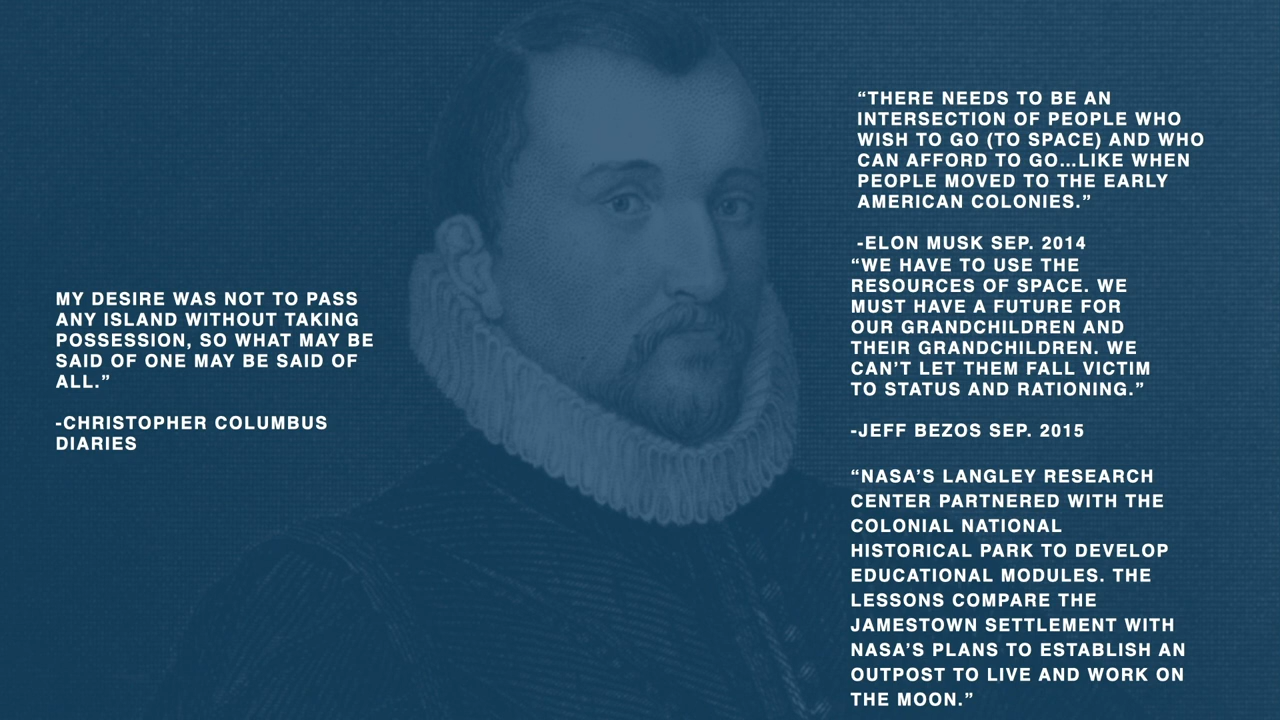 MY DESIRE WAS NOT TO PASS
ANY ISLAND WITHOUT TAKING
POSSESSION, SO WHAT MAY BE
SAID OF ONE MAY BE SAID OF
ALL.”
-CHRISTOPHER COLUMBUS
DIARIES
“THERE NEEDS TO BE AN
INTERSECTION OF PEOPLE WHO
WISH TO GO (TO SPACE) AND WHO
CAN AFFORD TO GO…LIKE WHEN
PEOPLE MOVED TO THE EARLY
AMERICAN COLONIES.”
-ELON MUSK SEP. 2014
“WE HAVE TO USE THE
RESOURCES OF SPACE. WE
MUST HAVE A FUTURE FOR
OUR GRANDCHILDREN AND
THEIR GRANDCHILDREN. WE
CAN’T LET THEM FALL VICTIM
TO STATUS AND RATIONING.”
-JEFF BEZOS SEP. 2015
“NASA’S LANGLEY RESEARCH
CENTER PARTNERED WITH THE
COLONIAL NATIONAL
HISTORICAL PARK TO DEVELOP
EDUCATIONAL MODULES. THE
LESSONS COMPARE THE
JAMESTOWN SETTLEMENT WITH
NASA’S PLANS TO ESTABLISH AN
OUTPOST TO LIVE AND WORK ON
THE MOON.”